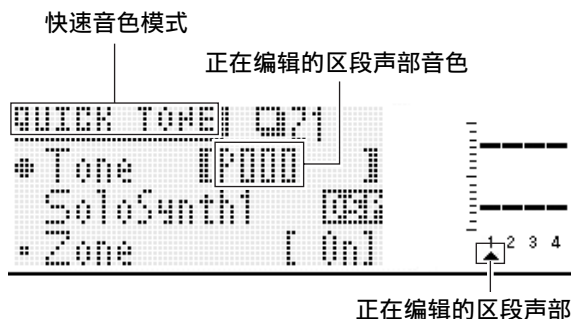 快速音色模式
正在编辑的区段声部音色
QUICK TONE 21
Tone [P000 ]
SoloSynth1
Zone [ On]
1 2 3 4
正在编辑的区段声部